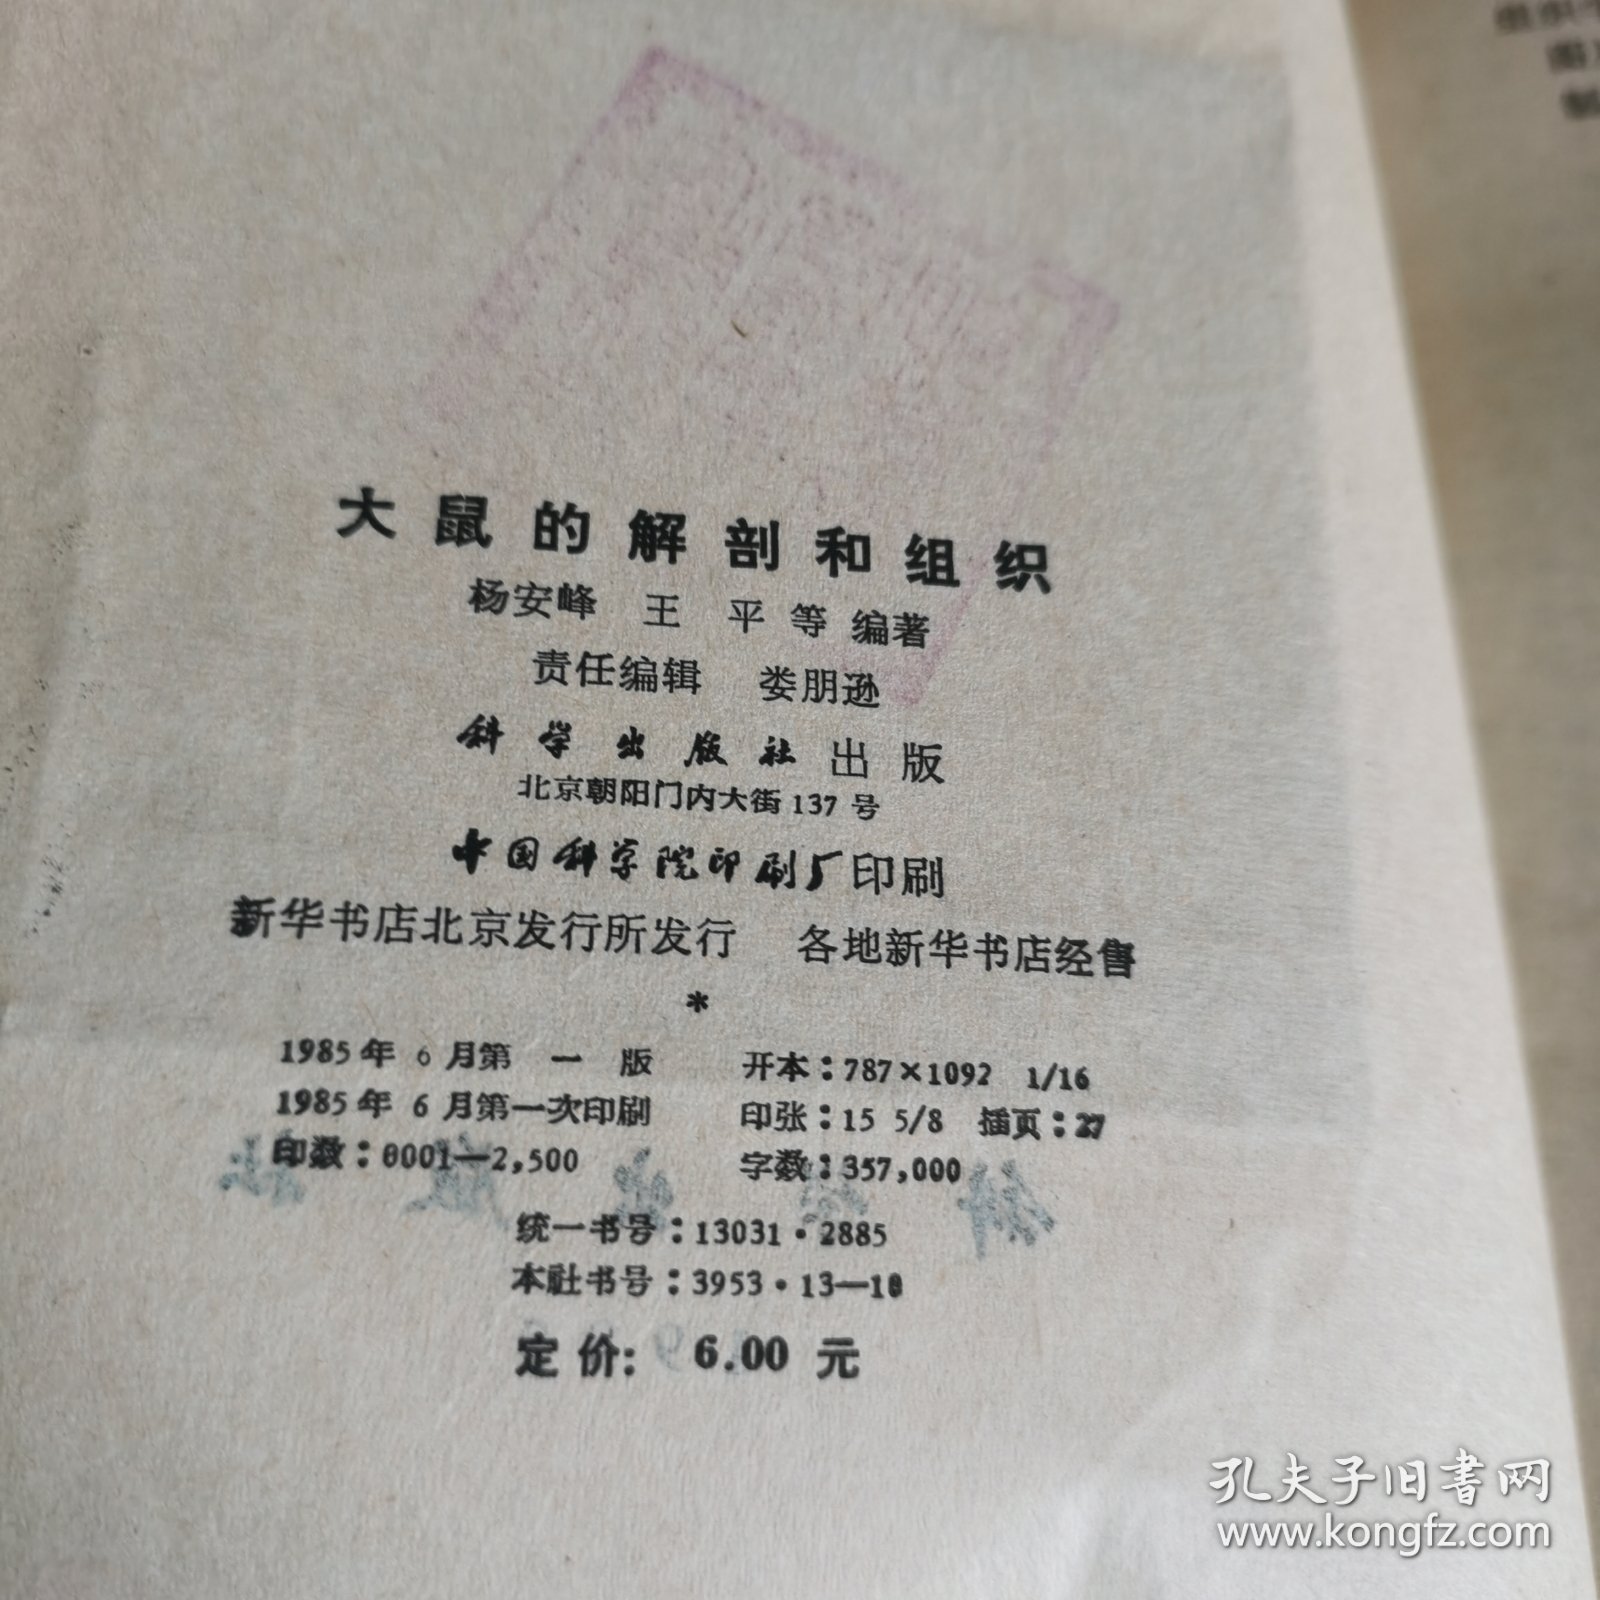 大鼠的解剖和组织
杨安峰 王 平 等 编著
责任编辑 娄朋逊
科学出版社 出版
北京朝阳门内大街 137 号
中国科学院印刷厂 印刷
新华书店北京发行所发行 各地新华书店经售
*
1985年 6 月第 一 版 开本：787×1092 1/16
1985年 6 月第一次印刷 印张：15 5/8 插页：27
印数：0001—2,500 字数：357,000
统一书号：13031·2885
本社书号：3953·13—10
定价： 6.00 元
孔夫子旧书网
www.kongfz.com